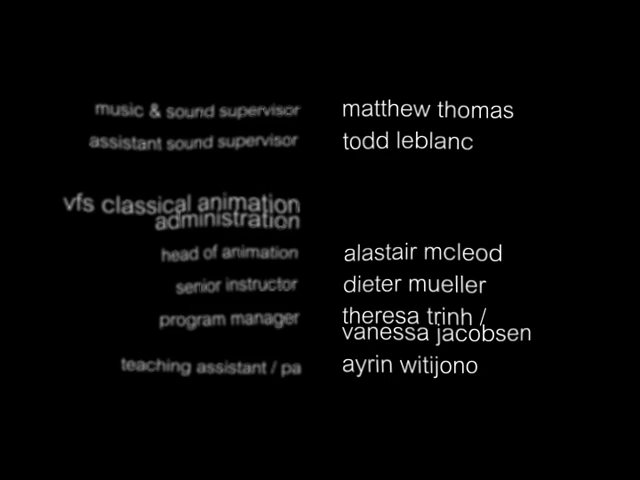 music & sound supervisor matthew thomas
assistant sound supervisor todd leblanc
vfs classical animation
administration
head of animation alastair mcleod
senior instructor dieter mueller
program manager theresa trinh /
vanessa jacobsen
teaching assistant / pa ayrin witijono